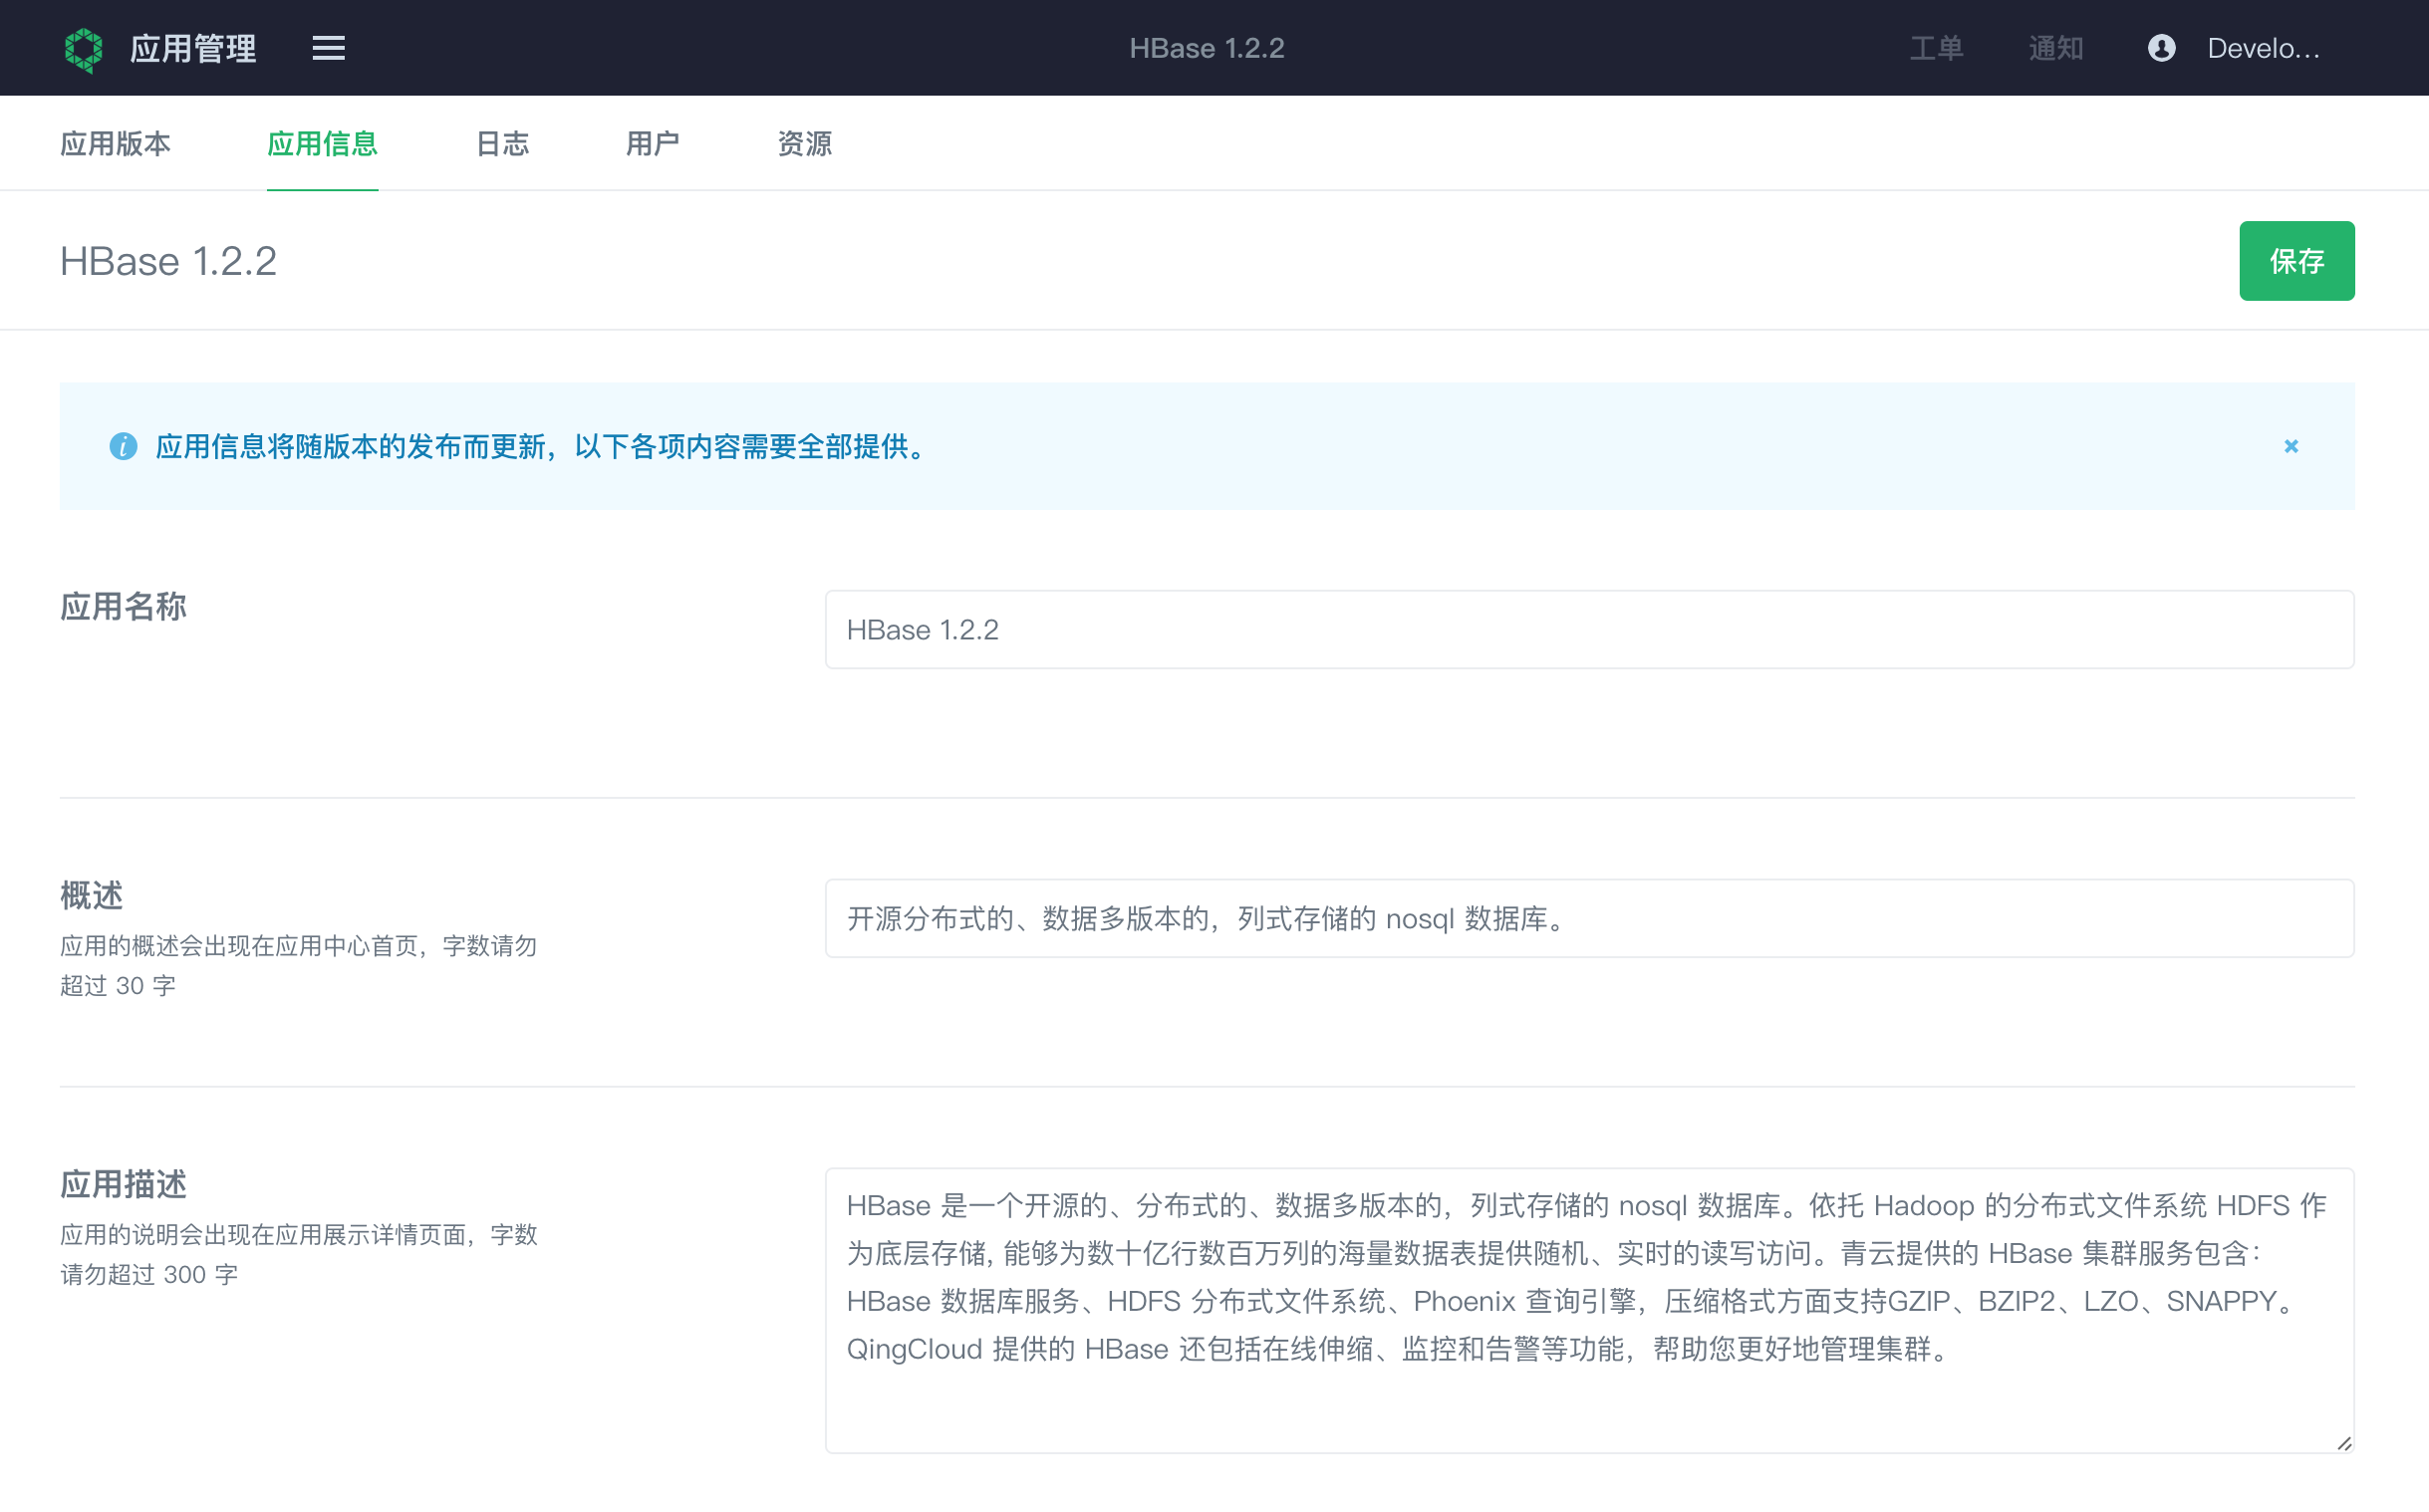 应用管理
HBase 1.2.2
工单
通知
Develo...
应用版本
应用信息
日志
用户
资源
HBase 1.2.2
保存
应用信息将随版本的发布而更新，以下各项内容需要全部提供。
应用名称
HBase 1.2.2
概述
应用的概述会出现在应用中心首页，字数请勿
超过 30 字
开源分布式的、数据多版本的，列式存储的 nosql 数据库。
应用描述
应用的说明会出现在应用展示详情页面，字数
请勿超过 300 字
HBase 是一个开源的、分布式的、数据多版本的，列式存储的 nosql 数据库。依托 Hadoop 的分布式文件系统 HDFS 作
为底层存储, 能够为数十亿行数百万列的海量数据表提供随机、实时的读写访问。青云提供的 HBase 集群服务包含：
HBase 数据库服务、HDFS 分布式文件系统、Phoenix 查询引擎，压缩格式方面支持GZIP、BZIP2、LZO、SNAPPY。
QingCloud 提供的 HBase 还包括在线伸缩、监控和告警等功能，帮助您更好地管理集群。